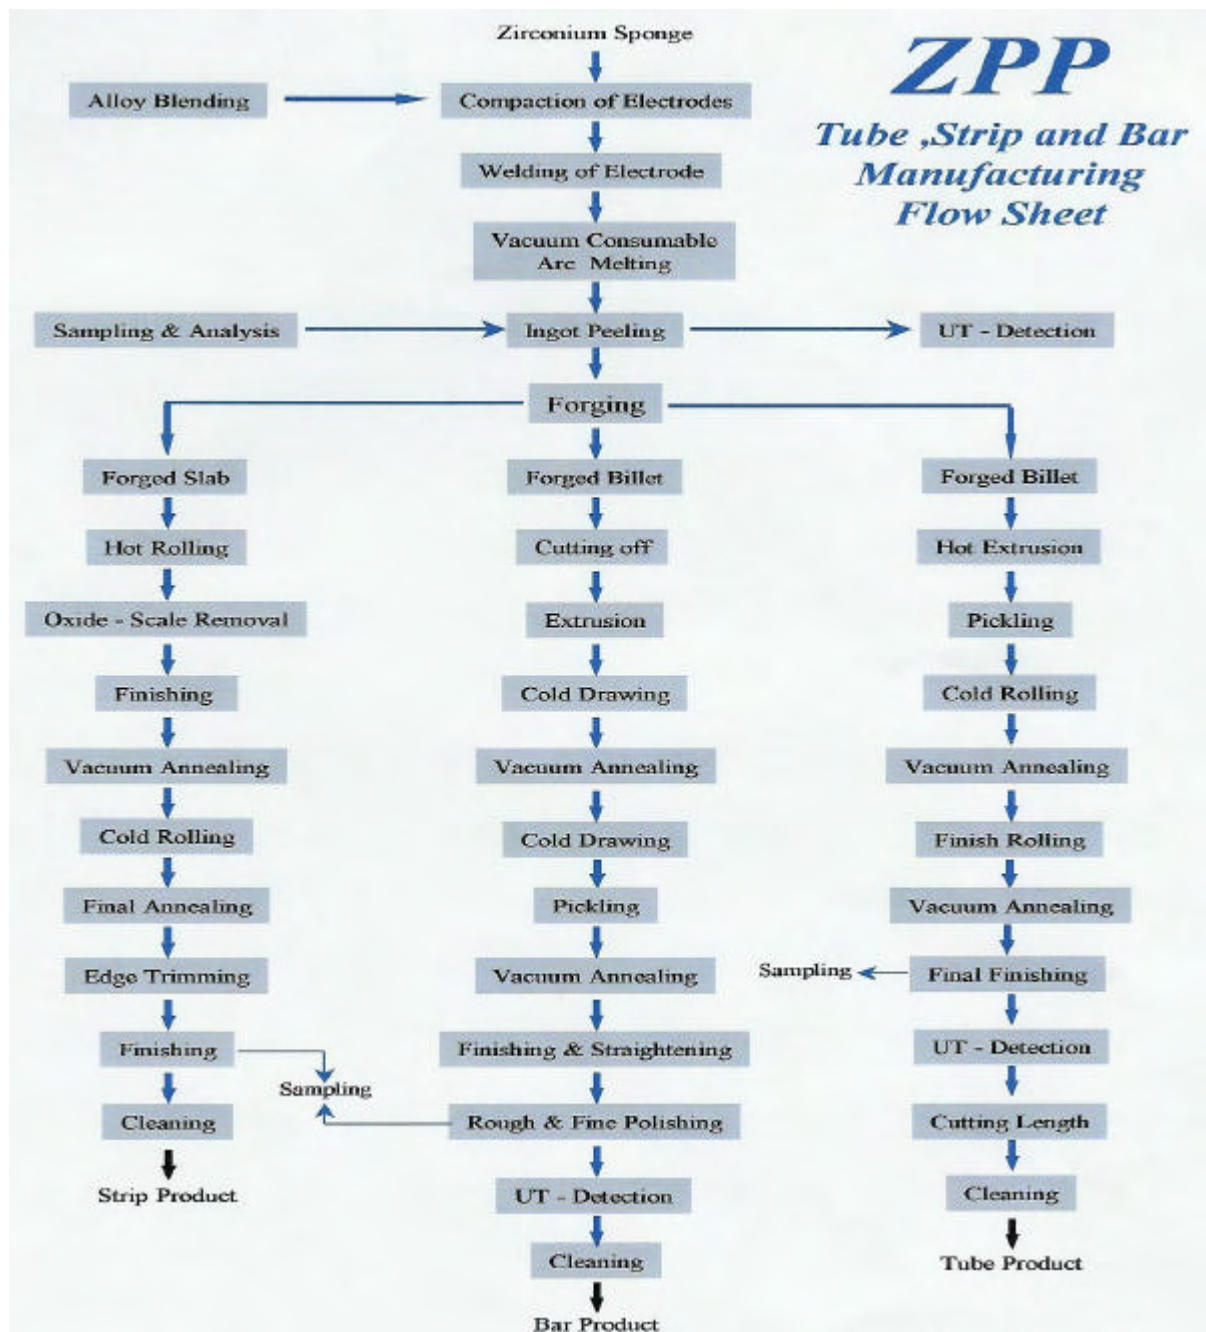 Zirconium Sponge
ZPP
Tube ,Strip and Bar
Manufacturing
Flow Sheet
Alloy Blending
Compaction of Electrodes
Welding of Electrode
Vacuum Consumable
Arc Melting
Sampling & Analysis
Ingot Peeling
UT - Detection
Forging
Forged Slab
Hot Rolling
Oxide - Scale Removal
Finishing
Vacuum Annealing
Cold Rolling
Final Annealing
Edge Trimming
Finishing
Sampling
Cleaning
Strip Product
Forged Billet
Cutting off
Extrusion
Cold Drawing
Vacuum Annealing
Cold Drawing
Pickling
Vacuum Annealing
Finishing & Straightening
Rough & Fine Polishing
UT - Detection
Cleaning
Bar Product
Forged Billet
Hot Extrusion
Pickling
Cold Rolling
Vacuum Annealing
Finish Rolling
Vacuum Annealing
Sampling
Final Finishing
UT - Detection
Cutting Length
Cleaning
Tube Product